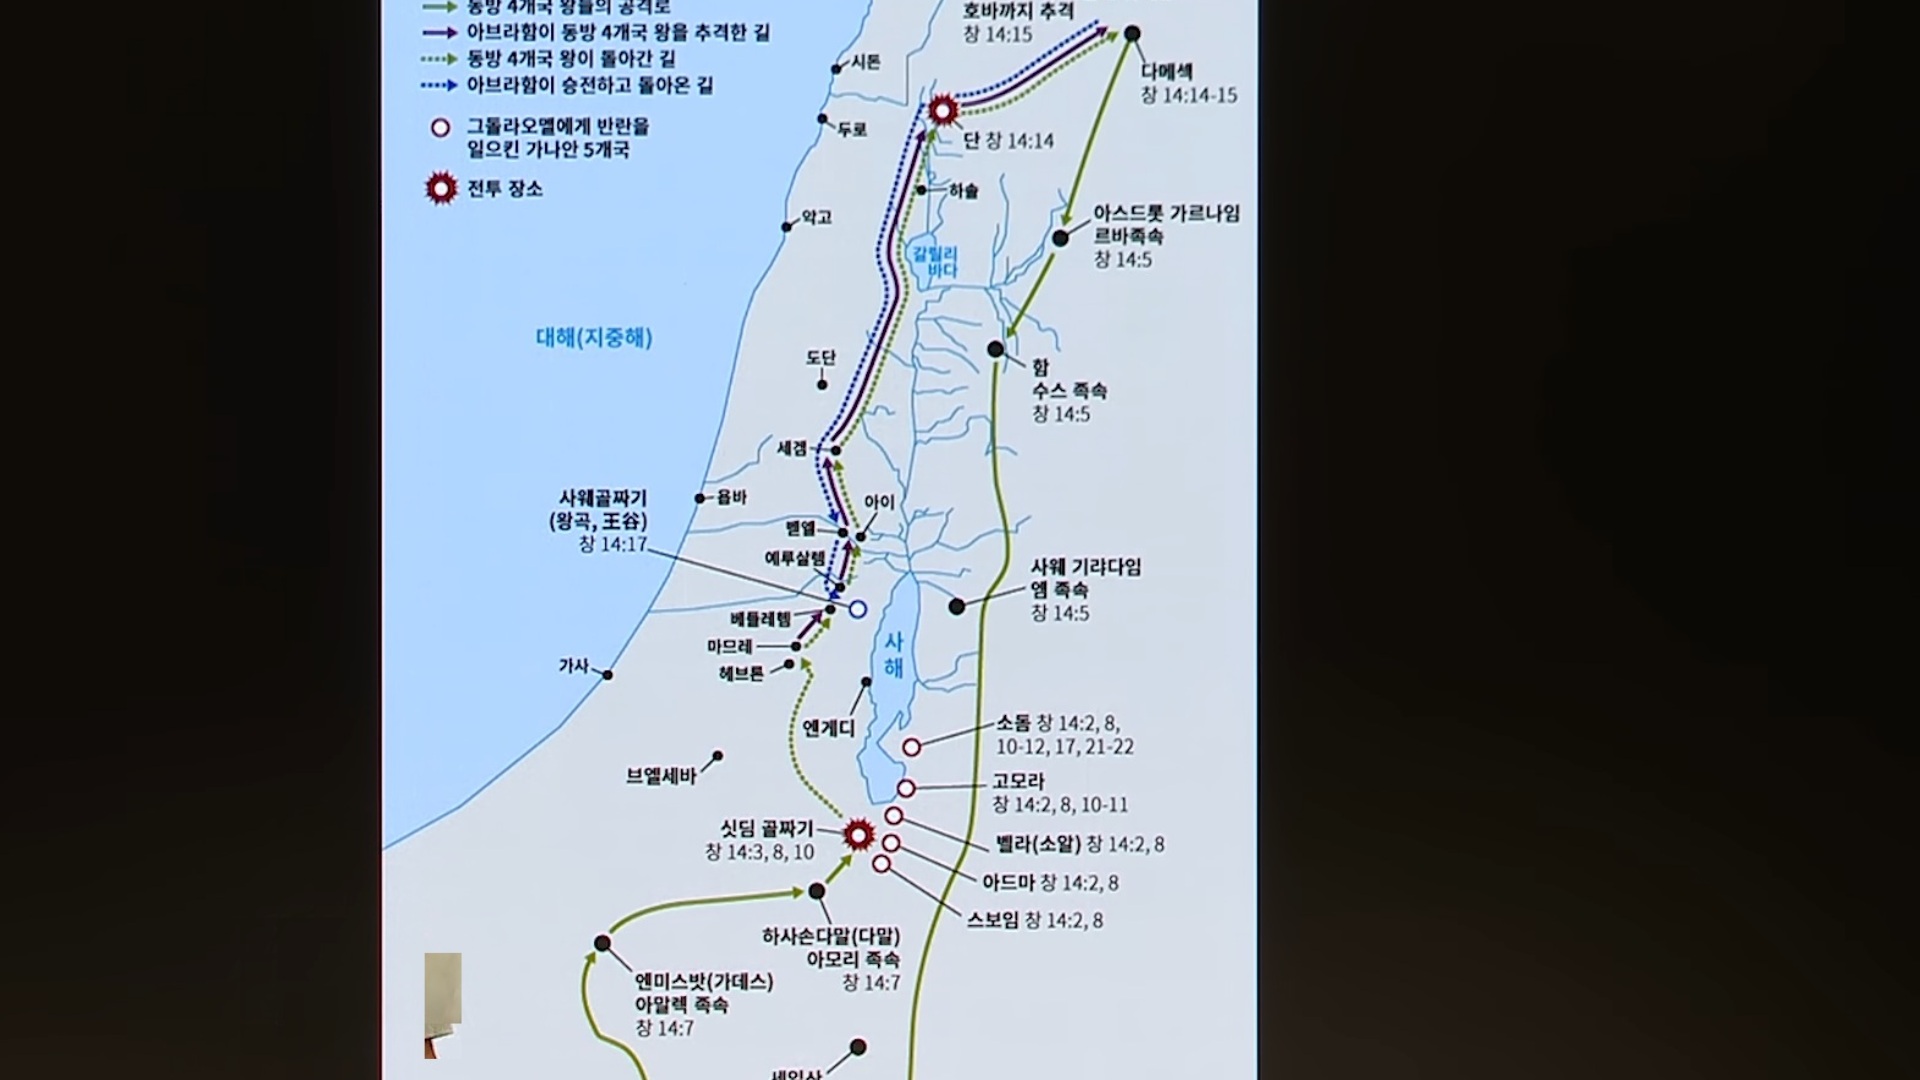 동방 4개국 왕들의 공격로
아브라함이 동방 4개국 왕을 추격한 길
동방 4개국 왕이 돌아간 길
아브라함이 승전하고 돌아온 길
그돌라오멜에게 반란을
일으킨 가나안 5개국
전투 장소
호바까지 추격
창 14:15
시돈
다메섹
창 14:14-15
두로
단 창 14:14
하솔
악고
아스드롯 가르나임
르바족속
창 14:5
갈릴리
바다
대해(지중해)
도단
함
수스 족속
창 14:5
세겜
사웨골짜기
(왕곡, 王谷)
창 14:17
욥바
아이
벧엘
예루살렘
사웨 기랴다임
엠 족속
창 14:5
베들레헴
마므레
헤브론
가사
사
해
엔게디
소돔 창 14:2, 8,
10-12, 17, 21-22
브엘세바
고모라
창 14:2, 8, 10-11
싯딤 골짜기
창 14:3, 8, 10
벨라(소알) 창 14:2, 8
아드마 창 14:2, 8
스보임 창 14:2, 8
하사손다말(다말)
아모리 족속
창 14:7
엔미스밧(가데스)
아말렉 족속
창 14:7
세일산